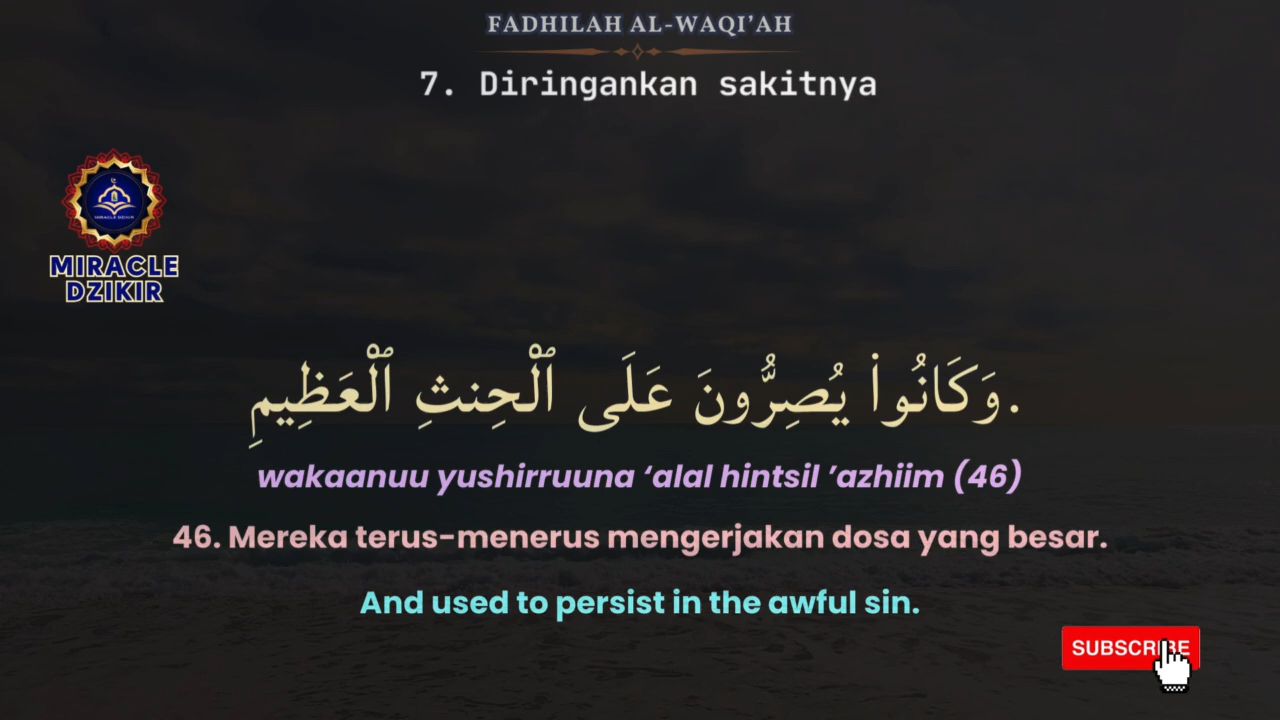 FADHILAH AL-WAQI’AH
7. Diringankan sakitnya
MIRACLE
DZIKIR
وَكَانُوا۟ يُصِرُّونَ عَلَى ٱلْحِنثِ ٱلْعَظِيمِ.
wakaanuu yushirruuna ‘alal hintsil ’azhiim (46)
46. Mereka terus-menerus mengerjakan dosa yang besar.
And used to persist in the awful sin.
SUBSCRIBE